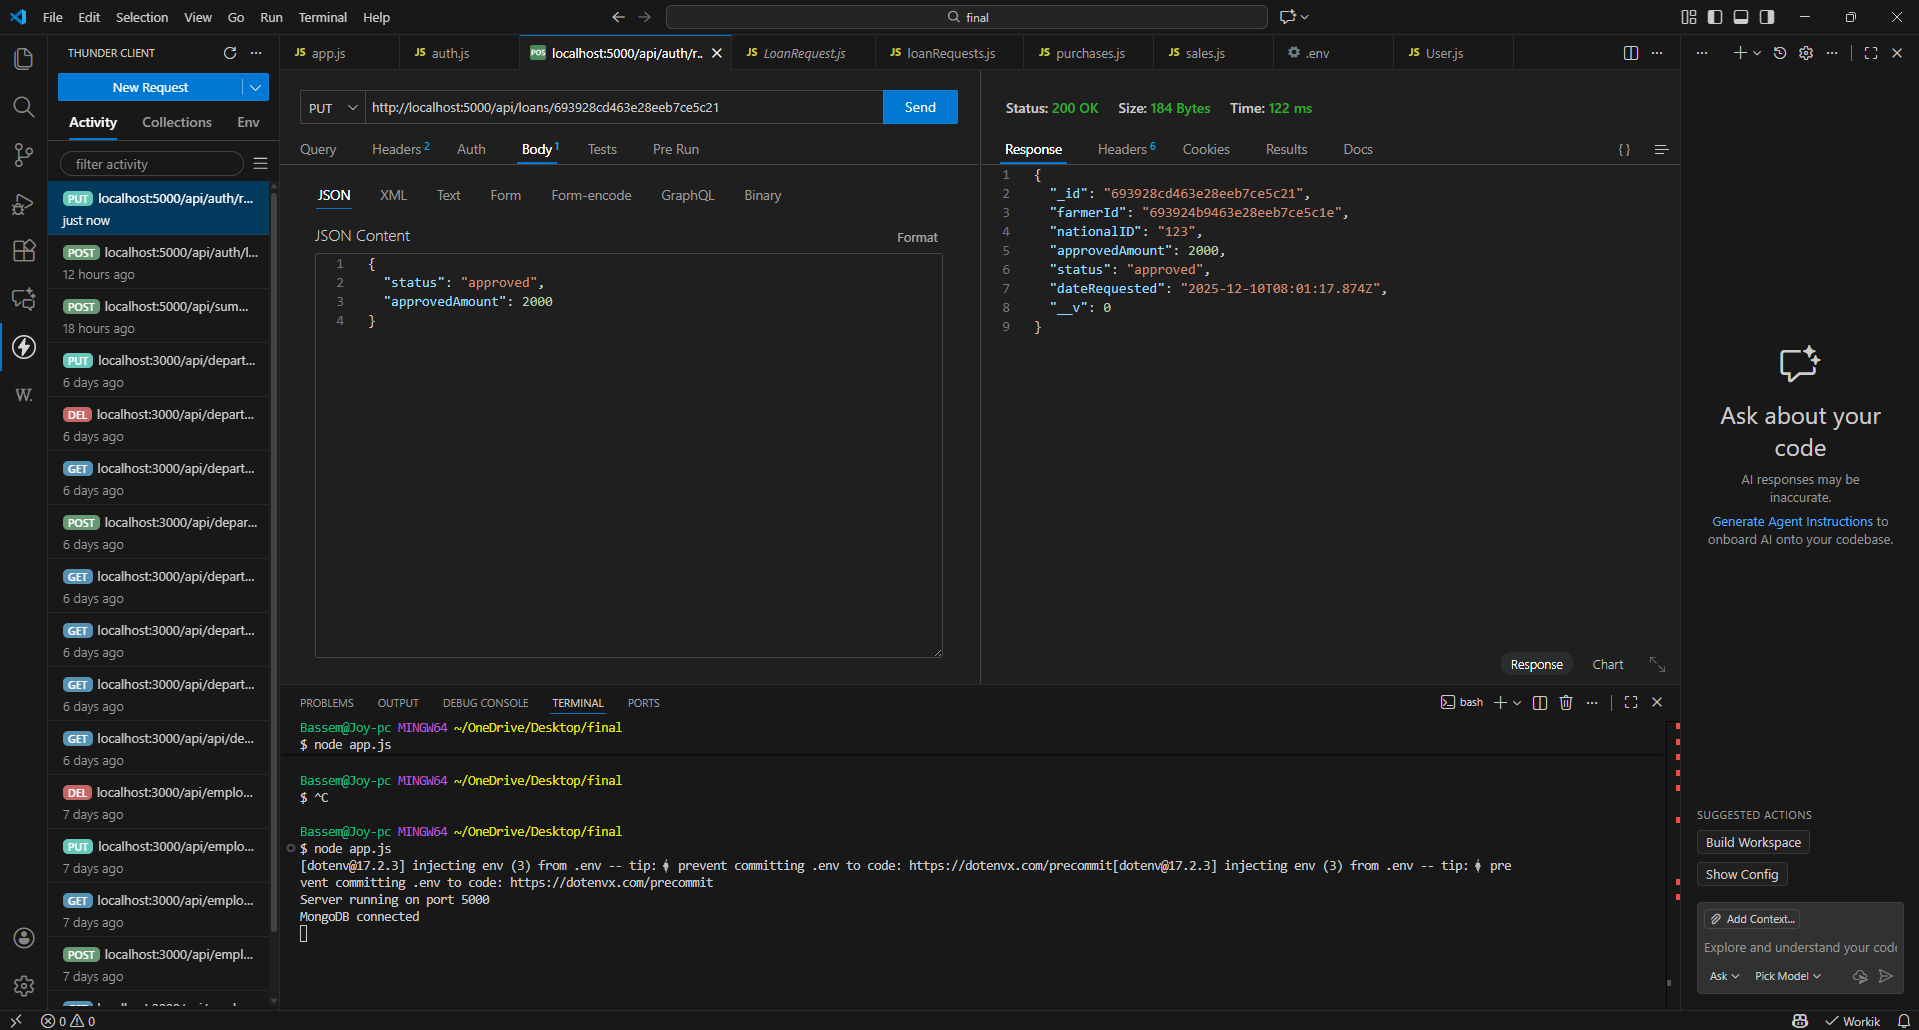 File Edit Selection View Go Run Terminal Help
final
THUNDER CLIENT
New Request
Activity Collections Env
filter activity
PUT localhost:5000/api/auth/r...
just now
POST localhost:5000/api/auth/l...
12 hours ago
POST localhost:5000/api/sum...
18 hours ago
PUT localhost:3000/api/depart...
6 days ago
DEL localhost:3000/api/depart...
6 days ago
GET localhost:3000/api/depart...
6 days ago
POST localhost:3000/api/depar...
6 days ago
GET localhost:3000/api/depart...
6 days ago
GET localhost:3000/api/depart...
6 days ago
GET localhost:3000/api/depart...
6 days ago
GET localhost:3000/api/api/de...
6 days ago
DEL localhost:3000/api/emplo...
7 days ago
PUT localhost:3000/api/emplo...
7 days ago
GET localhost:3000/api/emplo...
7 days ago
POST localhost:3000/api/empl...
7 days ago
W.
JS app.js JS auth.js POS localhost:5000/api/auth/r.. JS LoanRequest.js JS loanRequests.js JS purchases.js JS sales.js .env JS User.js
PUT http://localhost:5000/api/loans/693928cd463e28eeb7ce5c21 Send
Query Headers 2 Auth Body 1 Tests Pre Run
JSON XML Text Form Form-encode GraphQL Binary
JSON Content Format
1 {
2 "status": "approved",
3 "approvedAmount": 2000
4 }
Status: 200 OK Size: 184 Bytes Time: 122 ms
Response Headers 6 Cookies Results Docs {}
1 {
2 "_id": "693928cd463e28eeb7ce5c21",
3 "farmerId": "693924b9463e28eeb7ce5c1e",
4 "nationalID": "123",
5 "approvedAmount": 2000,
6 "status": "approved",
7 "dateRequested": "2025-12-10T08:01:17.874Z",
8 "__v": 0
9 }
Response Chart
PROBLEMS OUTPUT DEBUG CONSOLE TERMINAL PORTS
bash
Bassem@Joy-pc MINGW64 ~/OneDrive/Desktop/final
$ node app.js
Bassem@Joy-pc MINGW64 ~/OneDrive/Desktop/final
$ ^C
Bassem@Joy-pc MINGW64 ~/OneDrive/Desktop/final
$ node app.js
[dotenv@17.2.3] injecting env (3) from .env -- tip: prevent committing .env to code: https://dotenvx.com/precommit[dotenv@17.2.3] injecting env (3) from .env -- tip: pre
vent committing .env to code: https://dotenvx.com/precommit
Server running on port 5000
MongoDB connected
Ask about your
code
AI responses may be
inaccurate.
Generate Agent Instructions to
onboard AI onto your codebase.
SUGGESTED ACTIONS
Build Workspace
Show Config
Add Context...
Explore and understand your code
Ask Pick Model
0 0
Workik